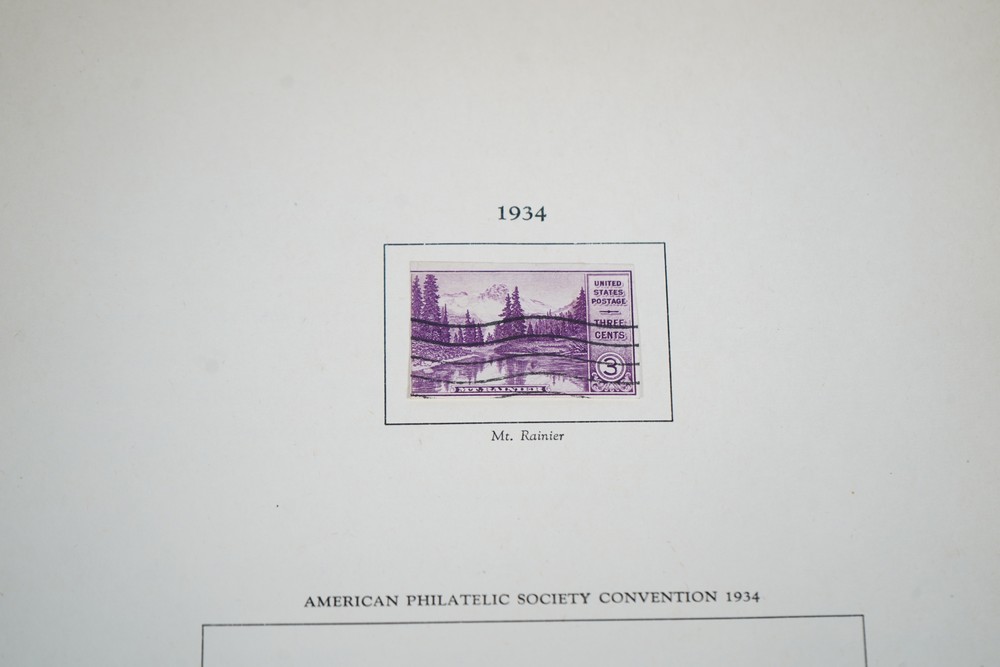 1934
UNITED
STATES
POSTAGE
THREE
CENTS
3
MT. RAINIER
Mt. Rainier
AMERICAN PHILATELIC SOCIETY CONVENTION 1934